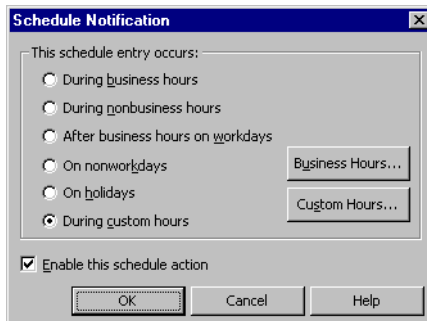 Schedule Notification
This schedule entry occurs:
During business hours
During nonbusiness hours
After business hours on workdays
On nonworkdays
Business Hours...
On holidays
Custom Hours...
During custom hours
Enable this schedule action
OK Cancel Help